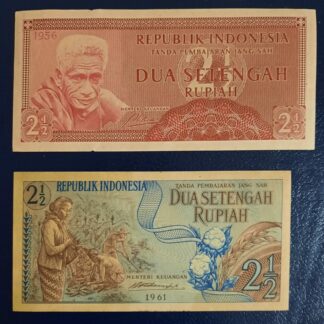 1956
REPUBLIK INDONESIA
TANDA PEMBAJARAN JANG SAH
DUA SETENGAH
RUPIAH
MENTERI KEUANGAN
2½ 2½
2½ REPUBLIK INDONESIA
TANDA PEMBAJARAN JANG SAH
DUA SETENGAH
RUPIAH
MENTERI KEUANGAN
1961
2½